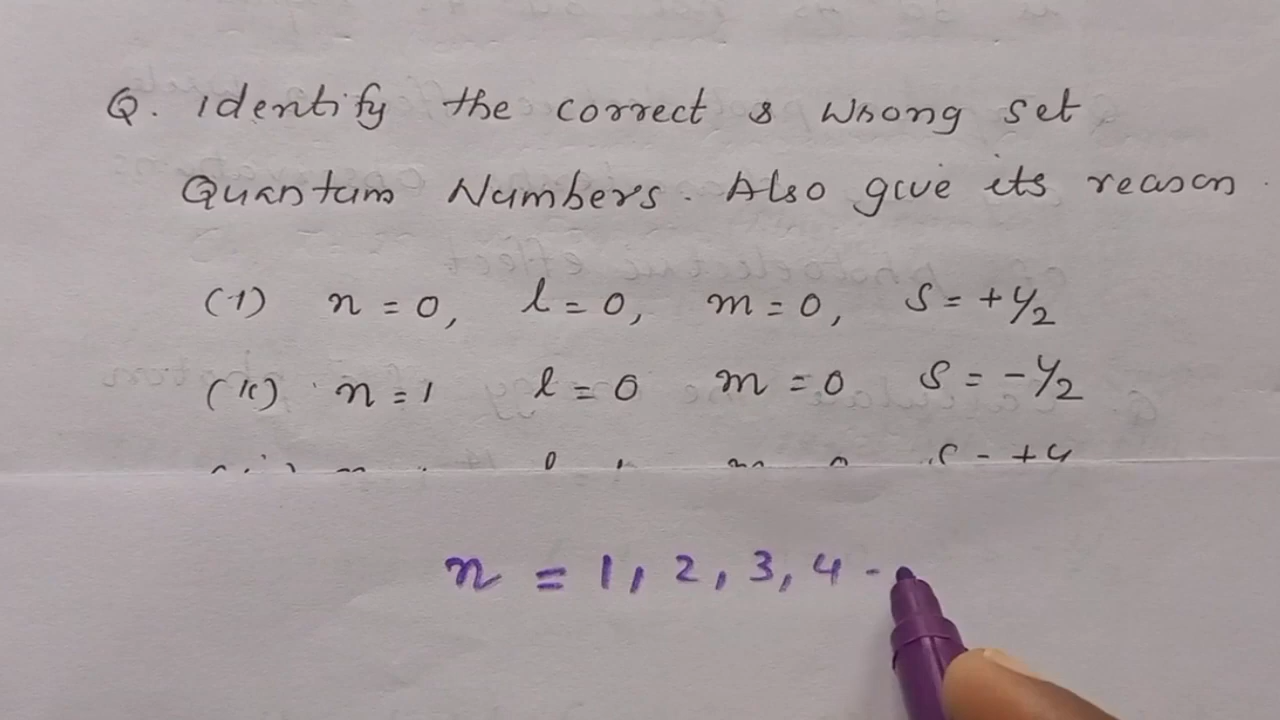 Q. Identify the correct & Wrong set
Quantum Numbers. Also give its reason.
(i) n = 0, l = 0, m = 0, S = +1/2
(ii) n = 1 l = 0 m = 0 S = -1/2
n = 1, 2, 3, 4 -